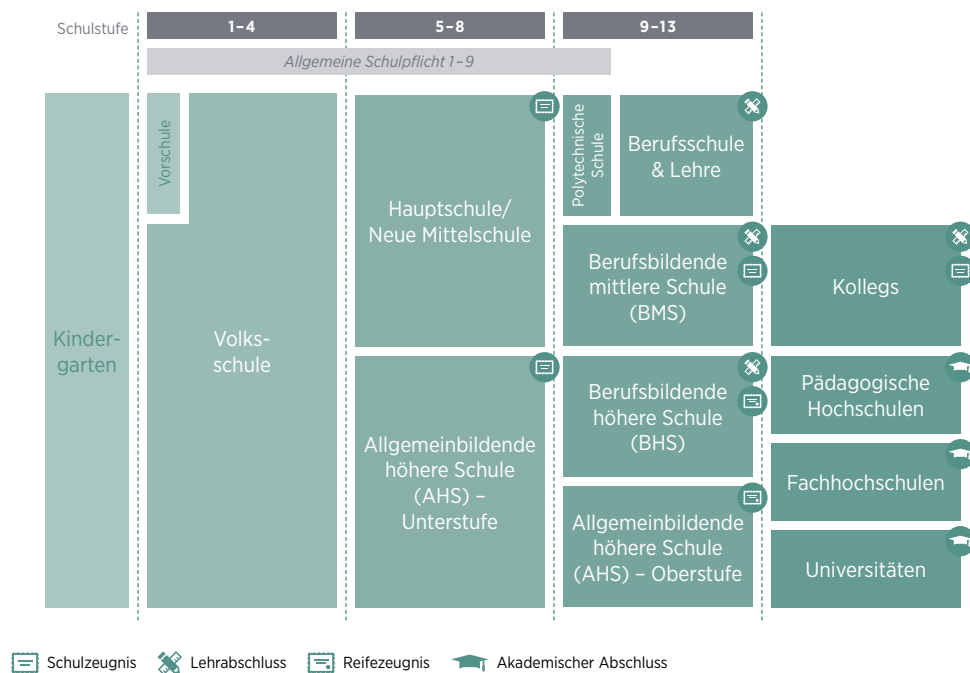 Schulstufe
1–4
5–8
9–13
Allgemeine Schulpflicht 1–9
Kinder-
garten
Vorschule
Volks-
schule
Hauptschule/
Neue Mittelschule
Allgemeinbildende
höhere Schule
(AHS) –
Unterstufe
Polytechnische
Schule
Berufsschule
& Lehre
Berufsbildende
mittlere Schule
(BMS)
Berufsbildende
höhere Schule
(BHS)
Allgemeinbildende
höhere Schule
(AHS) – Oberstufe
Kollegs
Pädagogische
Hochschulen
Fachhochschulen
Universitäten
Schulzeugnis
Lehrabschluss
Reifezeugnis
Akademischer Abschluss